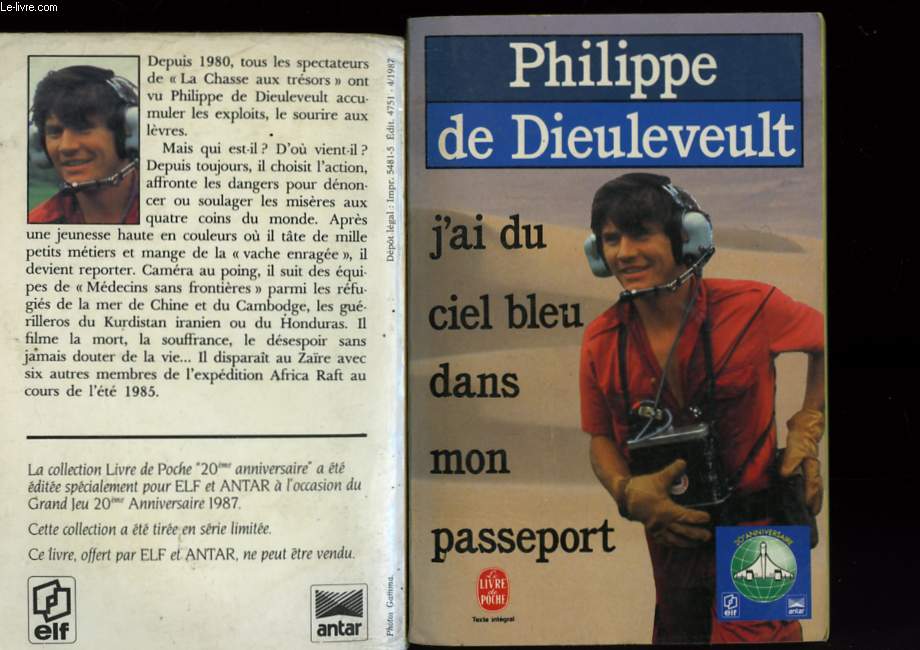 Le-livre.com
Depuis 1980, tous les spectateurs
de « La Chasse aux trésors » ont
vu Philippe de Dieuleveult accu-
muler les exploits, le sourire aux
lèvres.
Mais qui est-il ? D'où vient-il ?
Depuis toujours, il choisit l'action,
affronte les dangers pour dénon-
cer ou soulager les misères aux
quatre coins du monde. Après
une jeunesse haute en couleurs où il tâte de mille
petits métiers et mange de la « vache enragée », il
devient reporter. Caméra au poing, il suit des équi-
pes de « Médecins sans frontières » parmi les réfu-
giés de la mer de Chine et du Cambodge, les gué-
rilleros du Kurdistan iranien ou du Honduras. Il
filme la mort, la souffrance, le désespoir sans
jamais douter de la vie... Il disparaît au Zaïre avec
six autres membres de l'expédition Africa Raft au
cours de l'été 1985.
La collection Livre de Poche "20ème anniversaire" a été
éditée spécialement pour ELF et ANTAR à l'occasion du
Grand Jeu 20ème Anniversaire 1987.
Cette collection a été tirée en série limitée.
Ce livre, offert par ELF et ANTAR, ne peut être vendu.
elf
antar
Dépôt légal : Impr. 5481-5 Edit. 4751 - 4/1987
Photos Gamma.
Philippe
de Dieuleveult
j'ai du
ciel bleu
dans
mon
passeport
Le
LIVRE
de
POCHE
Texte intégral
20e ANNIVERSAIRE
elf
antar